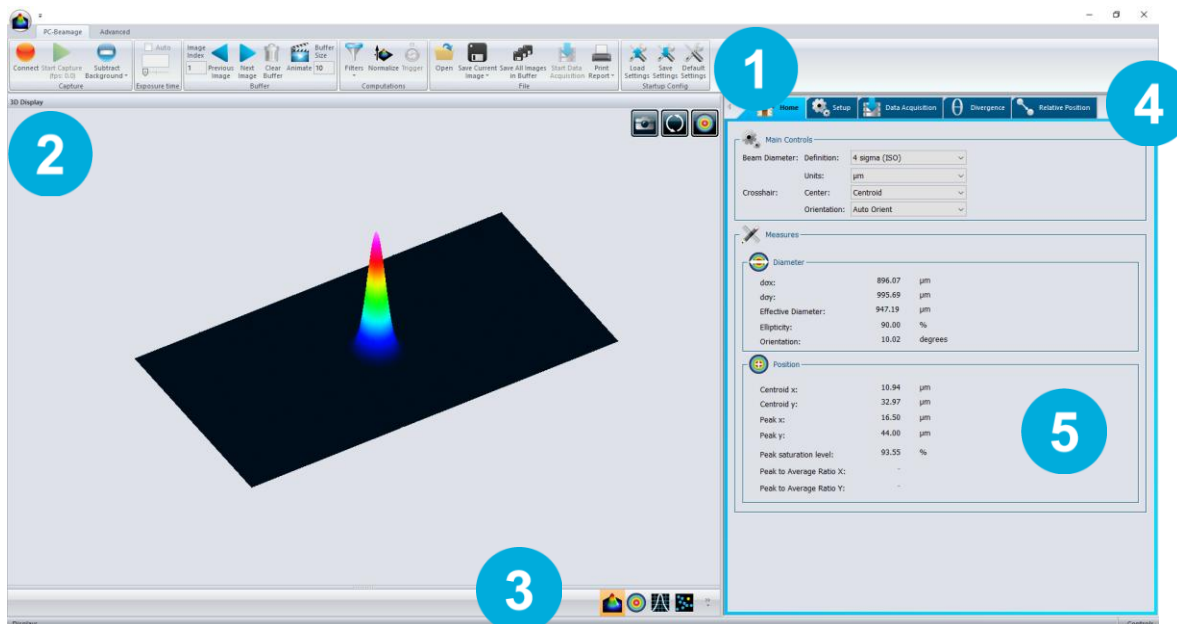 PC-Beamage Advanced
Connect Start Capture (fps: 0.0) Subtract Background
Capture
Auto
Exposure time
Image Index
1
Previous Image
Next Image
Clear Buffer
Animate
Buffer Size
10
Buffer
Filters Normalize Trigger
Computations
Open Save Current Image Save All Images in Buffer Start Data Acquisition Print Report
File
Load Settings Save Settings Default Settings
Startup Config
1
3D Display
2
Home Setup Data Acquisition Divergence Relative Position
4
Main Controls
Beam Diameter: Definition: 4 sigma (ISO)
Units: µm
Crosshair: Center: Centroid
Orientation: Auto Orient
Measures
Diameter
dσx: 896.07 µm
dσy: 995.69 µm
Effective Diameter: 947.19 µm
Ellipticity: 90.00 %
Orientation: 10.02 degrees
Position
Centroid x: 10.94 µm
Centroid y: 32.97 µm
Peak x: 16.50 µm
Peak y: 44.00 µm
Peak saturation level: 93.55 %
Peak to Average Ratio X: -
Peak to Average Ratio Y: -
5
3